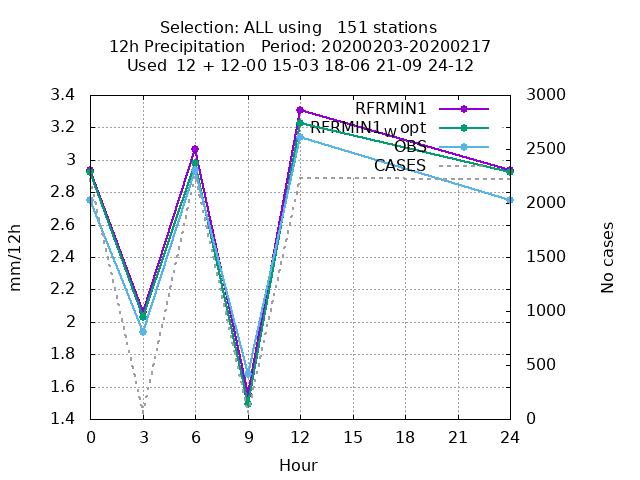 Selection: ALL using   151 stations
12h Precipitation   Period: 20200203-20200217
Used  12 + 12-00 15-03 18-06 21-09 24-12
3.4
3.2
3
2.8
2.6
2.4
2.2
2
1.8
1.6
1.4
mm/12h
3000
2500
2000
1500
1000
500
0
No cases
RFRMIN1
RFRMIN1w opt
OBS
CASES
0 3 6 9 12 15 18 21 24
Hour